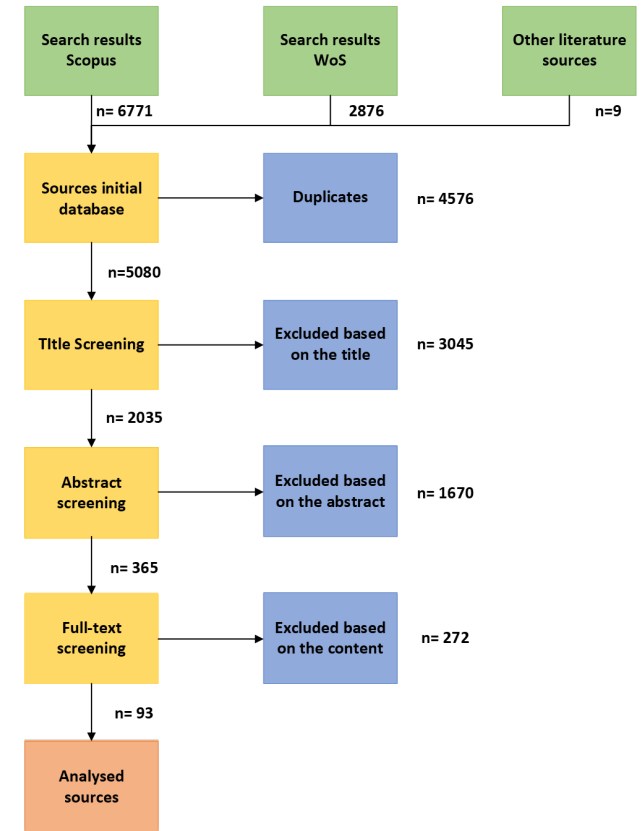 Search results
Scopus
Search results
WoS
Other literature
sources
n= 6771
2876
n=9
Sources initial
database
Duplicates
n= 4576
n=5080
TItle Screening
Excluded based
on the title
n= 3045
n= 2035
Abstract
screening
Excluded based
on the abstract
n= 1670
n= 365
Full-text
screening
Excluded based
on the content
n= 272
n= 93
Analysed
sources